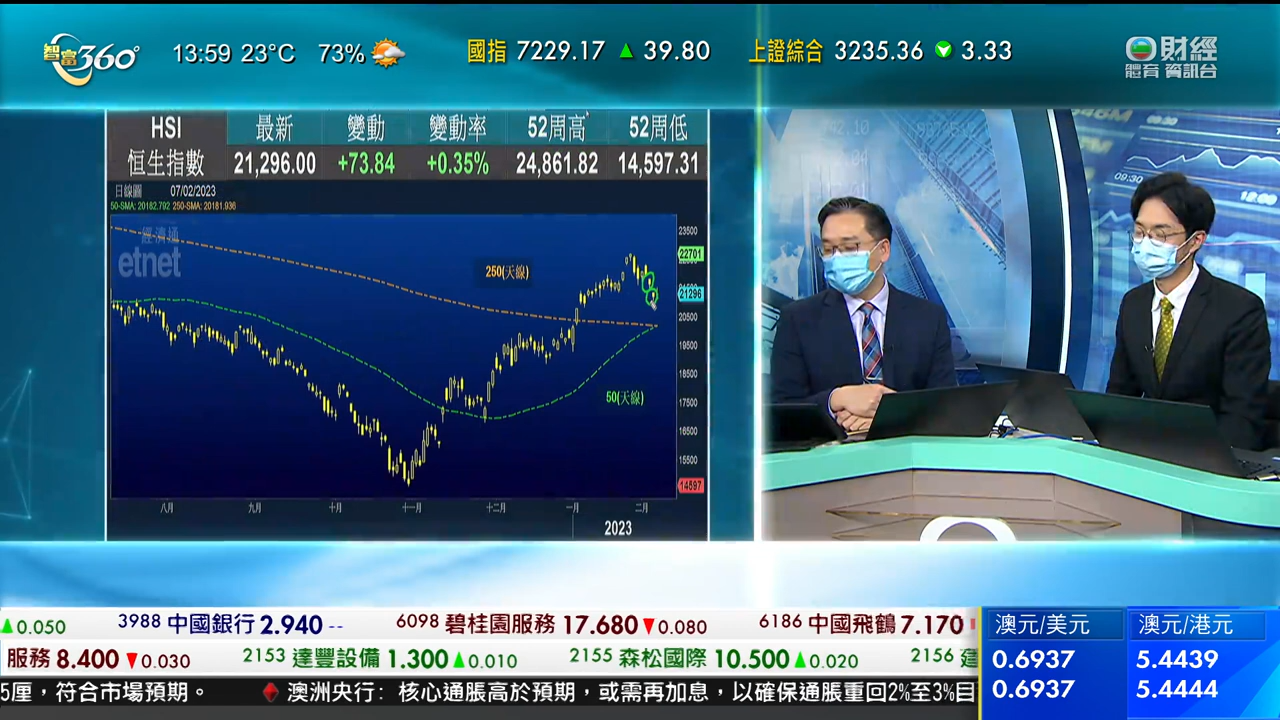 智富360°
13:59 23°C 73%
國指 7229.17 ▲ 39.80
上證綜合 3235.36 ▼ 3.33
財經
體育 資訊台
HSI 最新 變動 變動率 52周高 52周低
恒生指數 21,296.00 +73.84 +0.35% 24,861.82 14,597.31
日線圖 07/02/2023
50-SMA: 20182.792 250-SMA: 20181.936
經濟通
etnet
250(天線)
50(天線)
23500
22701
21296
20500
19500
18500
17500
16500
15500
14597
八月 九月 十月 十一月 十二月 一月 二月
2023
09:30
▲0.050 3988 中國銀行 2.940 -- 6098 碧桂園服務 17.680 ▼0.080 6186 中國飛鶴 7.170
服務 8.400 ▼0.030 2153 達豐設備 1.300 ▲0.010 2155 森松國際 10.500 ▲0.020 2156 建
5厘，符合市場預期。 ◆ 澳洲央行：核心通脹高於預期，或需再加息，以確保通脹重回2%至3%目
澳元/美元 澳元/港元
0.6937 5.4439
0.6937 5.4444